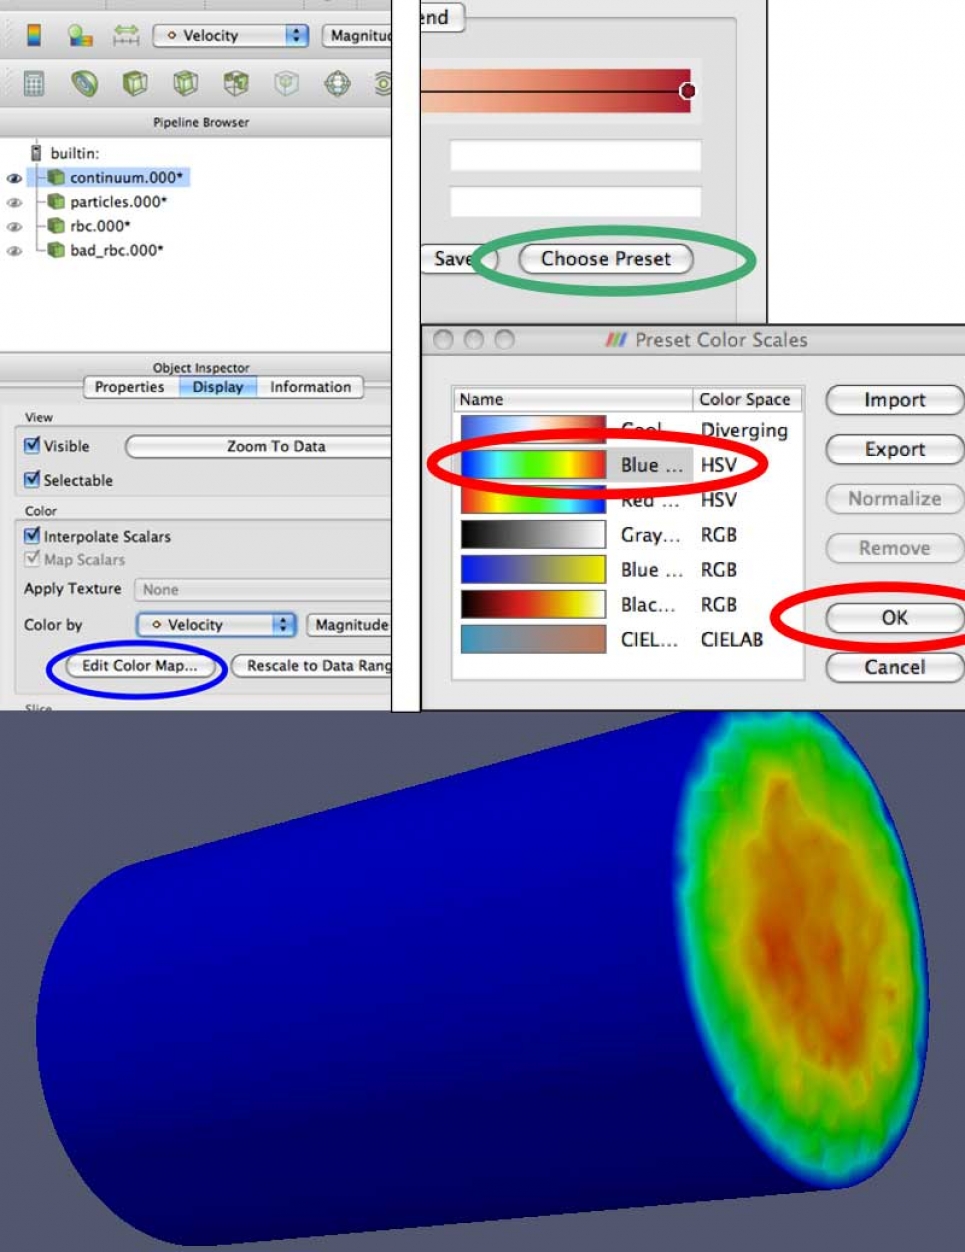 Velocity Magnitud
Pipeline Browser
builtin:
continuum.000*
particles.000*
rbc.000*
bad_rbc.000*
Object Inspector
Properties Display Information
View
Visible Zoom To Data
Selectable
Color
Interpolate Scalars
Map Scalars
Apply Texture None
Color by Velocity Magnitude
Edit Color Map... Rescale to Data Rang
Slice
end
Save Choose Preset
Preset Color Scales
Name Color Space
Cool Diverging
Blue ... HSV
Red ... HSV
Gray... RGB
Blue ... RGB
Blac... RGB
CIEL... CIELAB
Import
Export
Normalize
Remove
OK
Cancel